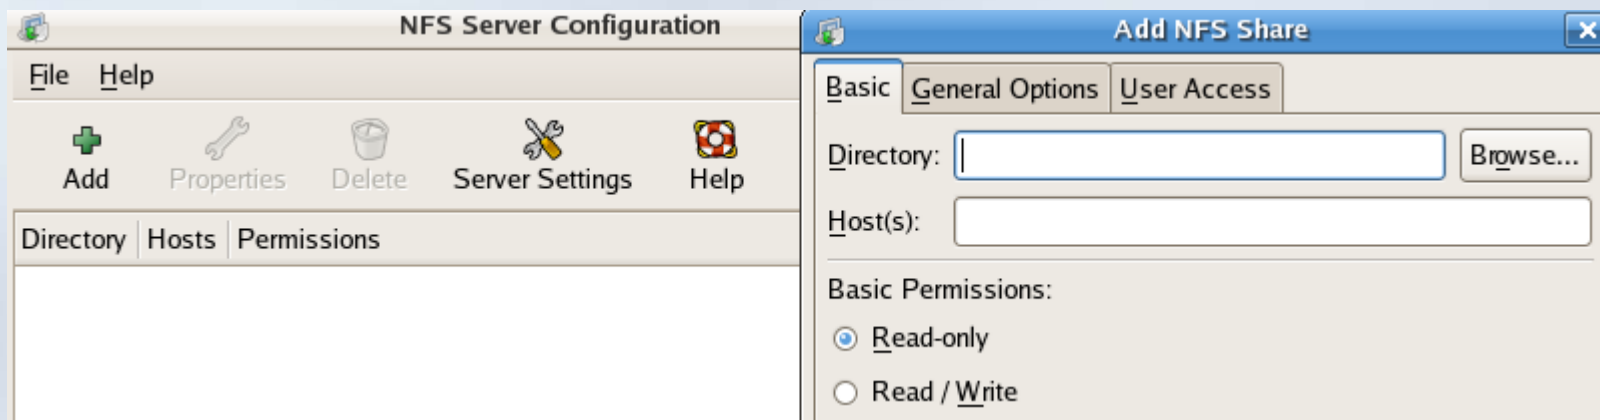 NFS Server Configuration
File Help
Add Properties Delete Server Settings Help
Directory Hosts Permissions
Add NFS Share
Basic General Options User Access
Directory: Browse...
Host(s):
Basic Permissions:
Read-only
Read / Write